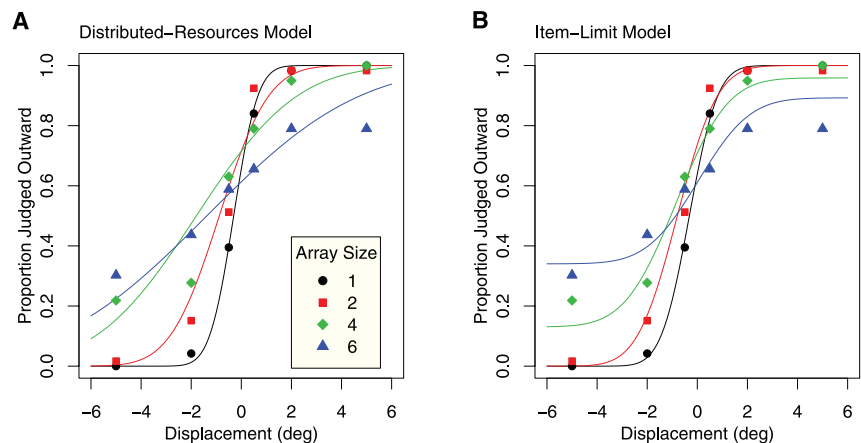 A
Distributed−Resources Model
Proportion Judged Outward
1.0
0.8
0.6
0.4
0.2
0.0
Array Size
1
2
4
6
−6 −4 −2 0 2 4 6
Displacement (deg)
B
Item−Limit Model
Proportion Judged Outward
1.0
0.8
0.6
0.4
0.2
0.0
−6 −4 −2 0 2 4 6
Displacement (deg)